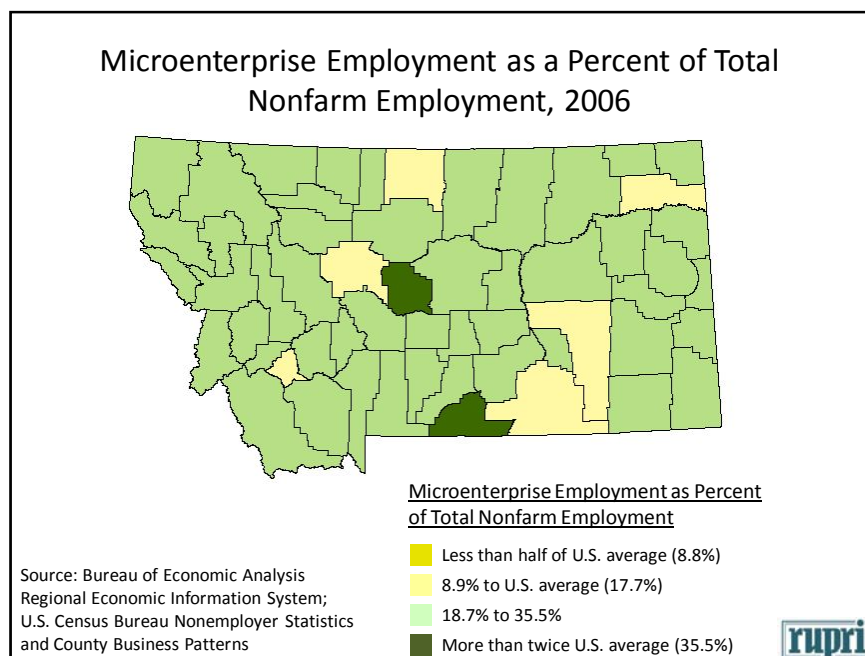 Microenterprise Employment as a Percent of Total
Nonfarm Employment, 2006
Microenterprise Employment as Percent
of Total Nonfarm Employment
Less than half of U.S. average (8.8%)
8.9% to U.S. average (17.7%)
18.7% to 35.5%
More than twice U.S. average (35.5%)
Source: Bureau of Economic Analysis
Regional Economic Information System;
U.S. Census Bureau Nonemployer Statistics
and County Business Patterns
rupri